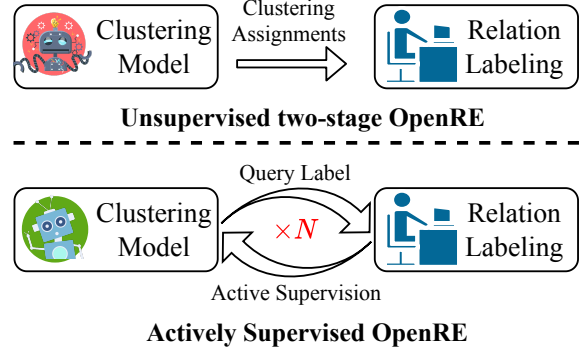 Clustering
Assignments
Clustering
Model
Relation
Labeling
Unsupervised two-stage OpenRE
Query Label
Clustering
Model
×N
Relation
Labeling
Active Supervision
Actively Supervised OpenRE